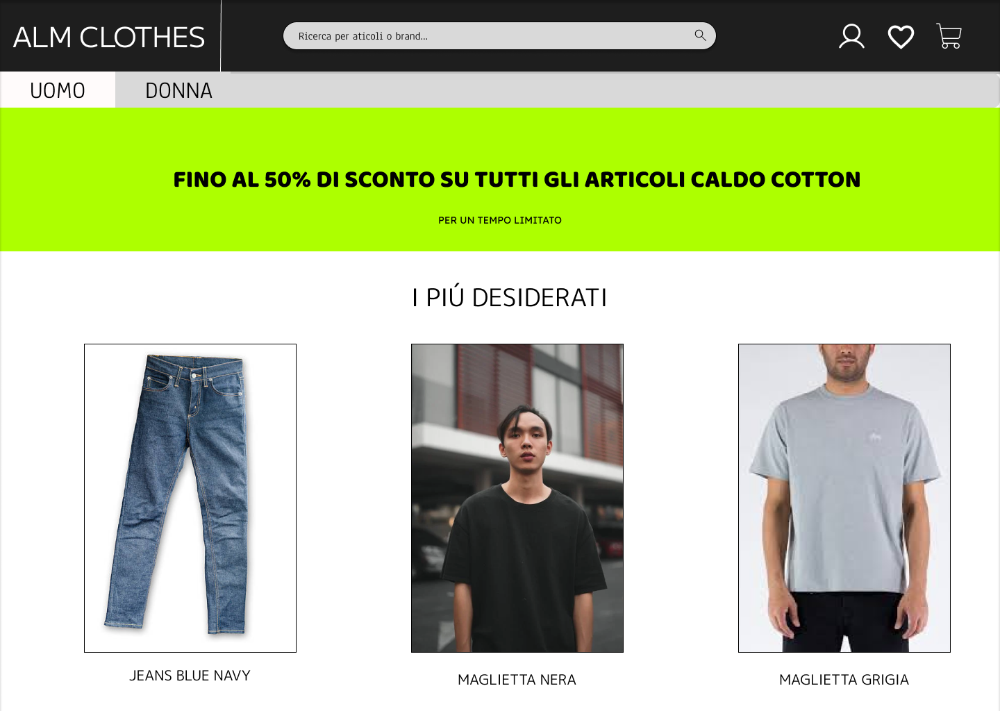 ALM CLOTHES
Ricerca per aticoli o brand...
UOMO
DONNA
FINO AL 50% DI SCONTO SU TUTTI GLI ARTICOLI CALDO COTTON
PER UN TEMPO LIMITATO
I PIÚ DESIDERATI
JEANS BLUE NAVY
MAGLIETTA NERA
MAGLIETTA GRIGIA